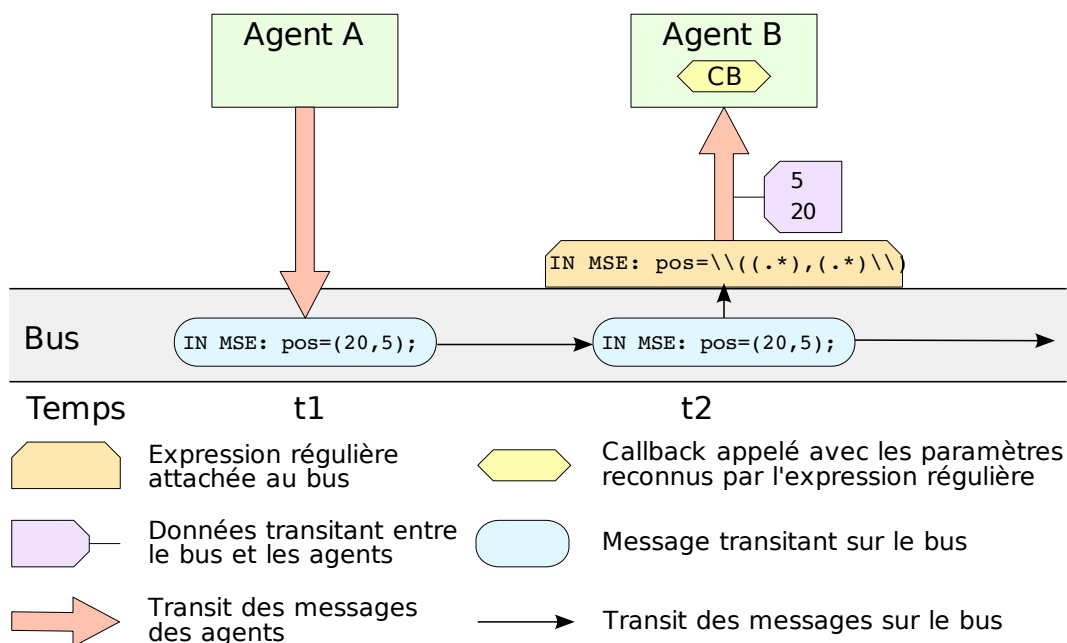 Agent A
Agent B
CB
5
20
IN MSE: pos=\\((.*),(.*)\\)
Bus
IN MSE: pos=(20,5);
IN MSE: pos=(20,5);
Temps
t1
t2
Expression régulière
attachée au bus
Callback appelé avec les paramètres
reconnus par l'expression régulière
Données transitant entre
le bus et les agents
Message transitant sur le bus
Transit des messages
des agents
Transit des messages sur le bus